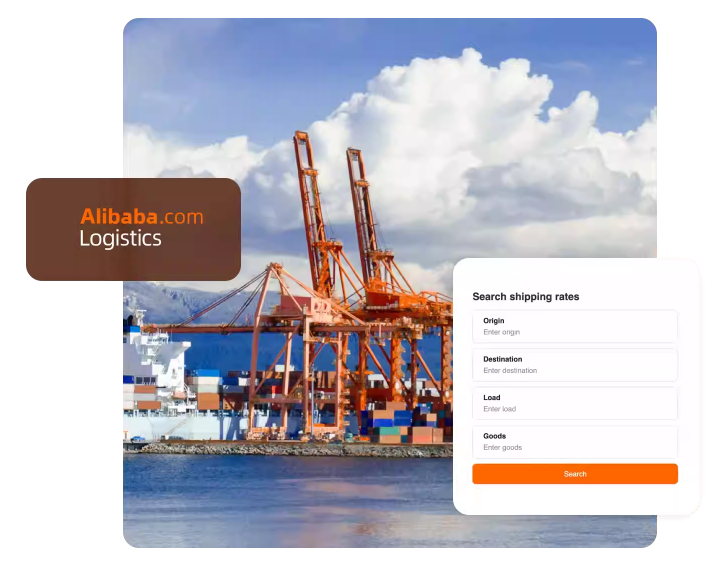 Alibaba.com
Logistics
Search shipping rates
Origin
Enter origin
Destination
Enter destination
Load
Enter load
Goods
Enter goods
Search